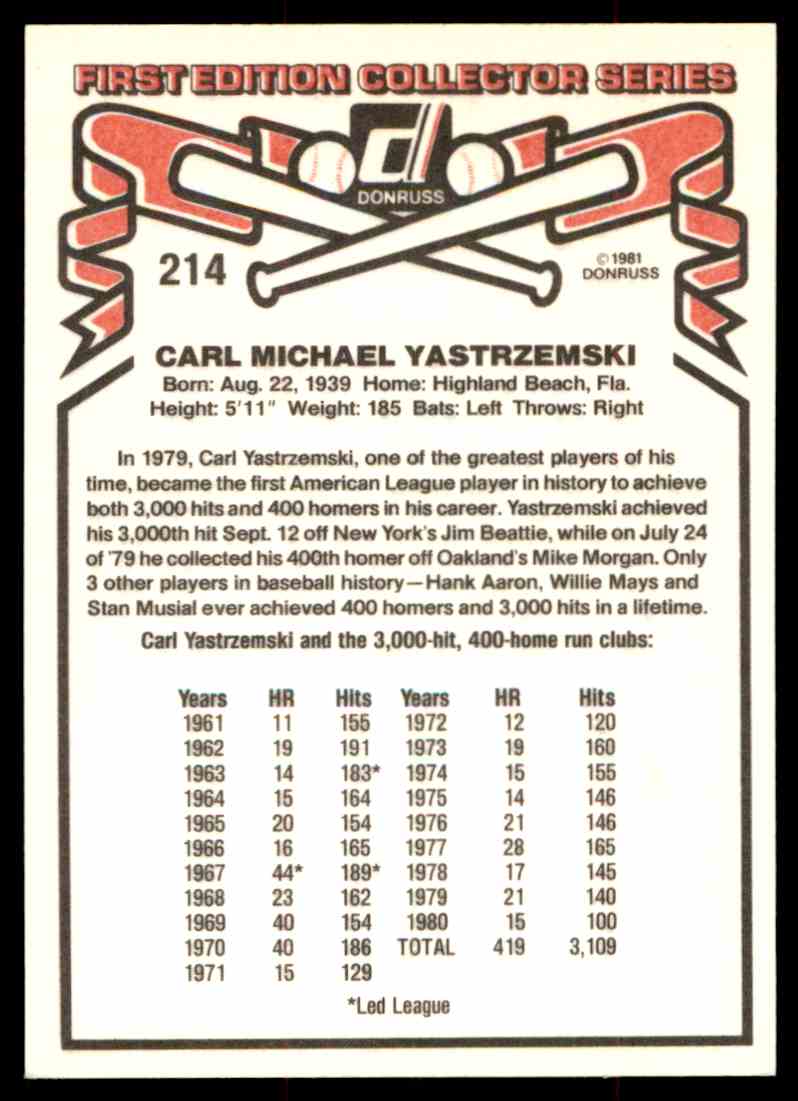 FIRST EDITION COLLECTOR SERIES
d
DONRUSS
214
©1981
DONRUSS
CARL MICHAEL YASTRZEMSKI
Born: Aug. 22, 1939 Home: Highland Beach, Fla.
Height: 5'11" Weight: 185 Bats: Left Throws: Right
In 1979, Carl Yastrzemski, one of the greatest players of his
time, became the first American League player in history to achieve
both 3,000 hits and 400 homers in his career. Yastrzemski achieved
his 3,000th hit Sept. 12 off New York's Jim Beattie, while on July 24
of '79 he collected his 400th homer off Oakland's Mike Morgan. Only
3 other players in baseball history—Hank Aaron, Willie Mays and
Stan Musial ever achieved 400 homers and 3,000 hits in a lifetime.
Carl Yastrzemski and the 3,000-hit, 400-home run clubs:
Years HR Hits Years HR Hits
1961 11 155 1972 12 120
1962 19 191 1973 19 160
1963 14 183* 1974 15 155
1964 15 164 1975 14 146
1965 20 154 1976 21 146
1966 16 165 1977 28 165
1967 44* 189* 1978 17 145
1968 23 162 1979 21 140
1969 40 154 1980 15 100
1970 40 186 TOTAL 419 3,109
1971 15 129
*Led League